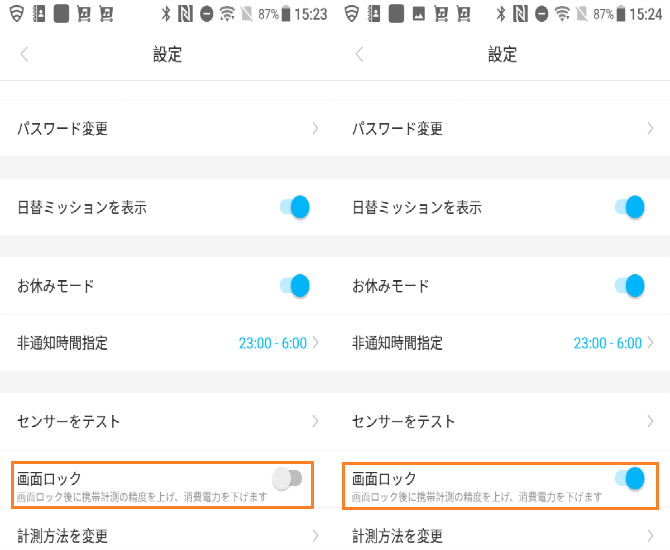 87% 15:23
設定
パスワード変更
日替ミッションを表示
お休みモード
非通知時間指定 23:00 - 6:00
センサーをテスト
画面ロック
画面ロック後に携帯計測の精度を上げ、消費電力を下げます
計測方法を変更
87% 15:24
設定
パスワード変更
日替ミッションを表示
お休みモード
非通知時間指定 23:00 - 6:00
センサーをテスト
画面ロック
画面ロック後に携帯計測の精度を上げ、消費電力を下げます
計測方法を変更